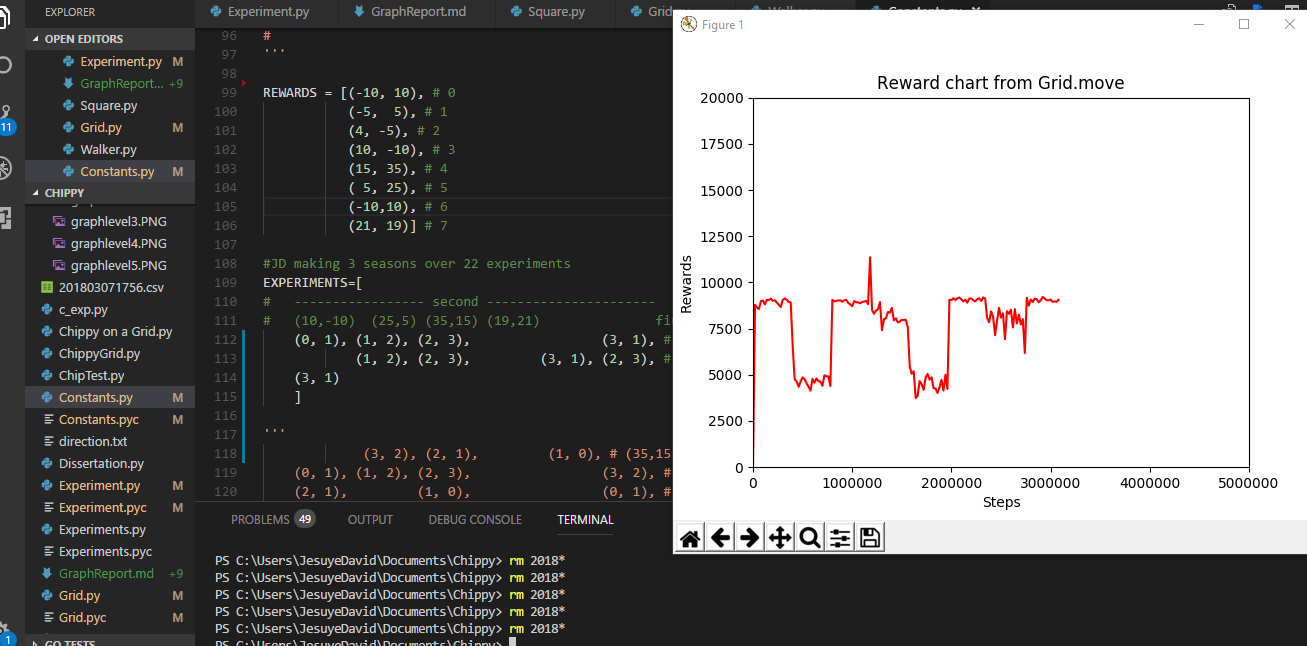 EXPLORER
OPEN EDITORS
Experiment.py M
GraphReport... +9
Square.py
Grid.py M
Walker.py
Constants.py M
CHIPPY
graphlevel3.PNG
graphlevel4.PNG
graphlevel5.PNG
201803071756.csv
c_exp.py
Chippy on a Grid.py
ChippyGrid.py
ChipTest.py
Constants.py M
Constants.pyc M
direction.txt
Dissertation.py
Experiment.py M
Experiment.pyc M
Experiments.py
Experiments.pyc
GraphReport.md +9
Grid.py M
Grid.pyc M
GO TESTS
11
1
Experiment.py GraphReport.md Square.py Grid
96 #
97 '''
98
99 REWARDS = [(-10, 10), # 0
100 (-5,  5), # 1
101 (4, -5), # 2
102 (10, -10), # 3
103 (15, 35), # 4
104 ( 5, 25), # 5
105 (-10,10), # 6
106 (21, 19)] # 7
107
108 #JD making 3 seasons over 22 experiments
109 EXPERIMENTS=[
110 #   ----------------- second ----------------------
111 #   (10,-10)  (25,5) (35,15) (19,21) fi
112 (0, 1), (1, 2), (2, 3), (3, 1), #
113 (1, 2), (2, 3), (3, 1), (2, 3), #
114 (3, 1)
115 ]
116
117 '''
118 (3, 2), (2, 1), (1, 0), # (35,15
119 (0, 1), (1, 2), (2, 3), (3, 2), #
120 (2, 1), (1, 0), (0, 1), #
PROBLEMS 49 OUTPUT DEBUG CONSOLE TERMINAL
PS C:\Users\JesuyeDavid\Documents\Chippy> rm 2018*
PS C:\Users\JesuyeDavid\Documents\Chippy> rm 2018*
PS C:\Users\JesuyeDavid\Documents\Chippy> rm 2018*
PS C:\Users\JesuyeDavid\Documents\Chippy> rm 2018*
PS C:\Users\JesuyeDavid\Documents\Chippy> rm 2018*
PS C:\Users\JesuyeDavid\Documents\Chippy>
Figure 1
Reward chart from Grid.move
20000
17500
15000
12500
10000
7500
5000
2500
0
Rewards
0 1000000 2000000 3000000 4000000 5000000
Steps